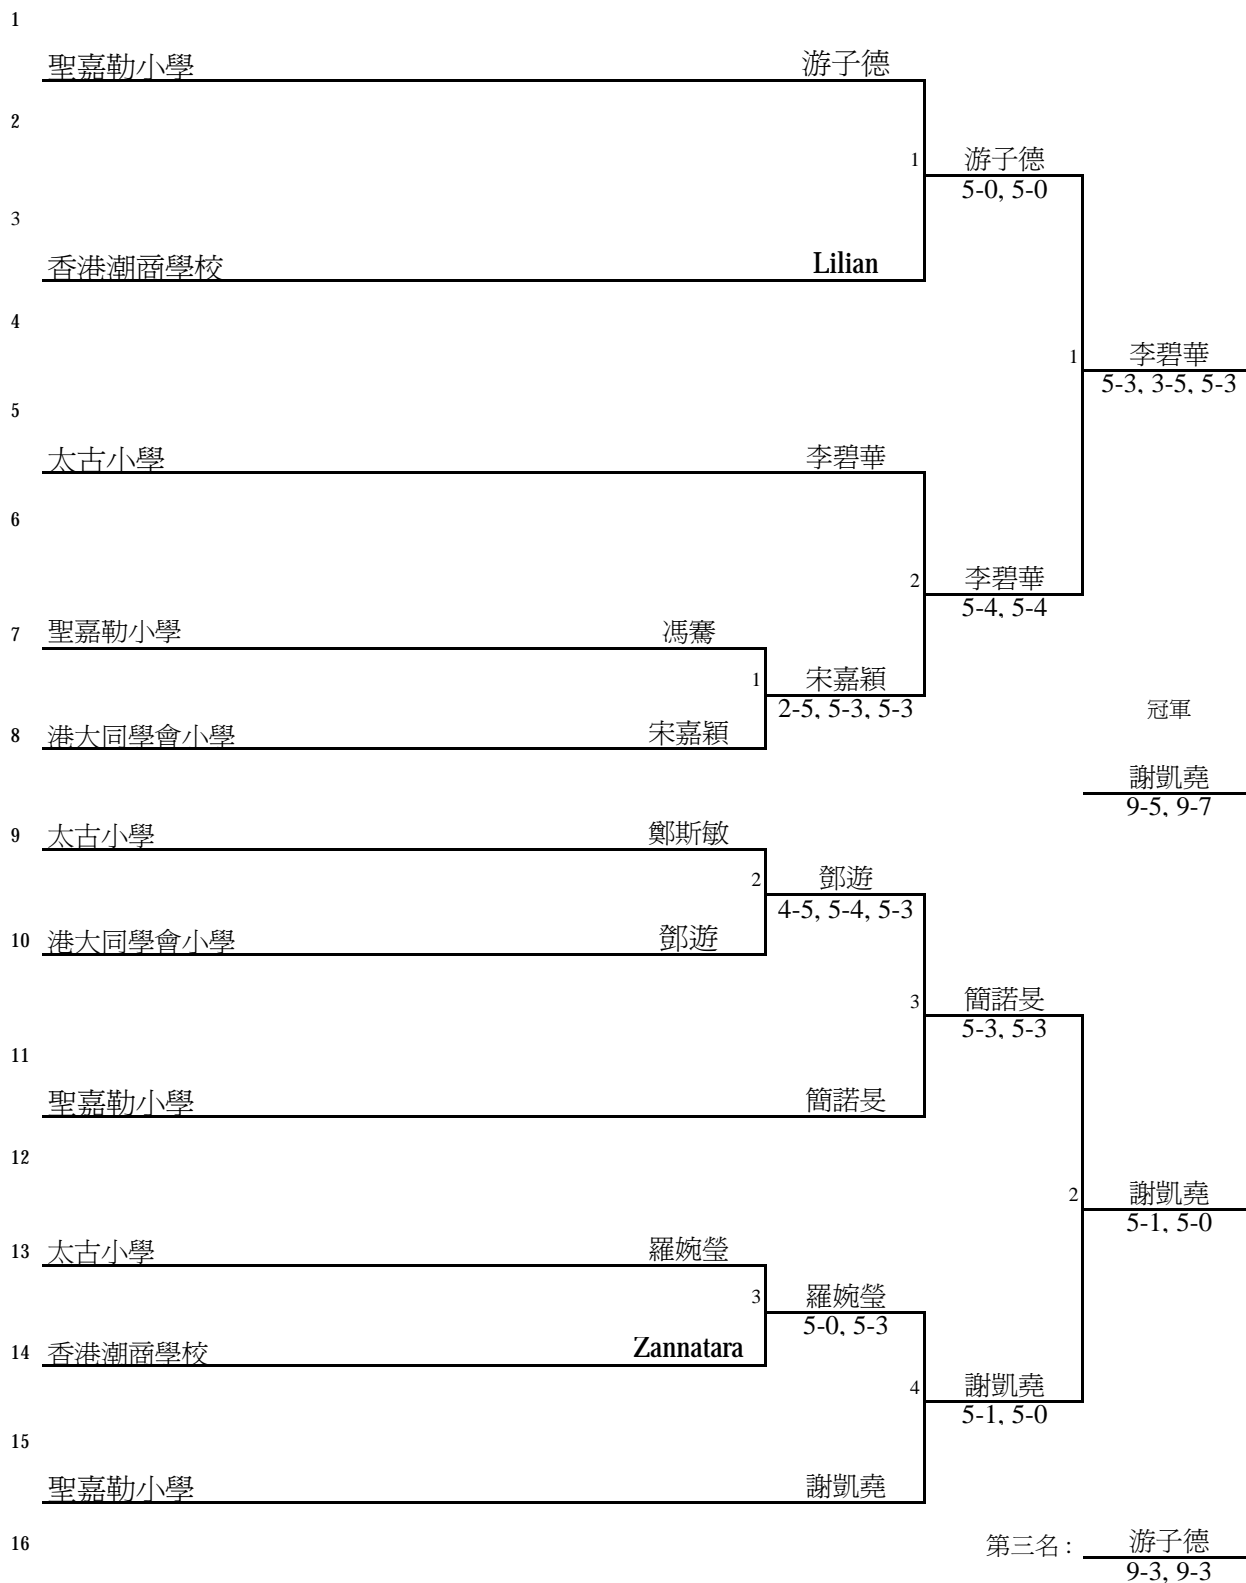 1
聖嘉勒小學 游子德
2
1 游子德
5-0, 5-0
3
香港潮商學校 Lilian
4
1 李碧華
5-3, 3-5, 5-3
5
太古小學 李碧華
6
2 李碧華
5-4, 5-4
7 聖嘉勒小學 馮騫
1 宋嘉穎
2-5, 5-3, 5-3
冠軍
8 港大同學會小學 宋嘉穎
謝凱堯
9-5, 9-7
9 太古小學 鄭斯敏
2 鄧遊
4-5, 5-4, 5-3
10 港大同學會小學 鄧遊
3 簡諾旻
5-3, 5-3
11
聖嘉勒小學 簡諾旻
12
2 謝凱堯
5-1, 5-0
13 太古小學 羅婉瑩
3 羅婉瑩
5-0, 5-3
14 香港潮商學校 Zannatara
4 謝凱堯
5-1, 5-0
15
聖嘉勒小學 謝凱堯
16
第三名 : 游子德
9-3, 9-3